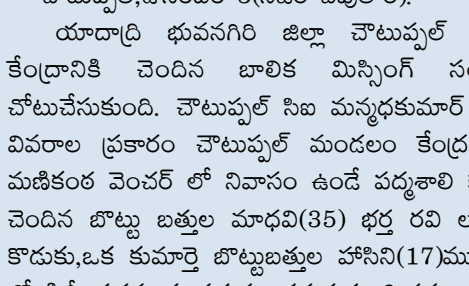 యాదాద్రి భువనగిరి జిల్లా చౌటుప్పల్
కేంద్రానికి చెందిన బాలిక మిస్సింగ్
చోటుచేసుకుంది. చౌటుప్పల్ సిఐ మన్మధకుమార్
వివరాల ప్రకారం చౌటుప్పల్ మండలం కేంద్ర
మణికంఠ వెంచర్ లో నివాసం ఉండే పద్మశాలి
చెందిన బొట్టు బత్తుల మాధవి(35) భర్త రవి
కొడుకు,ఒక కుమార్తె బొట్టుబత్తుల హాసిని(17)ము